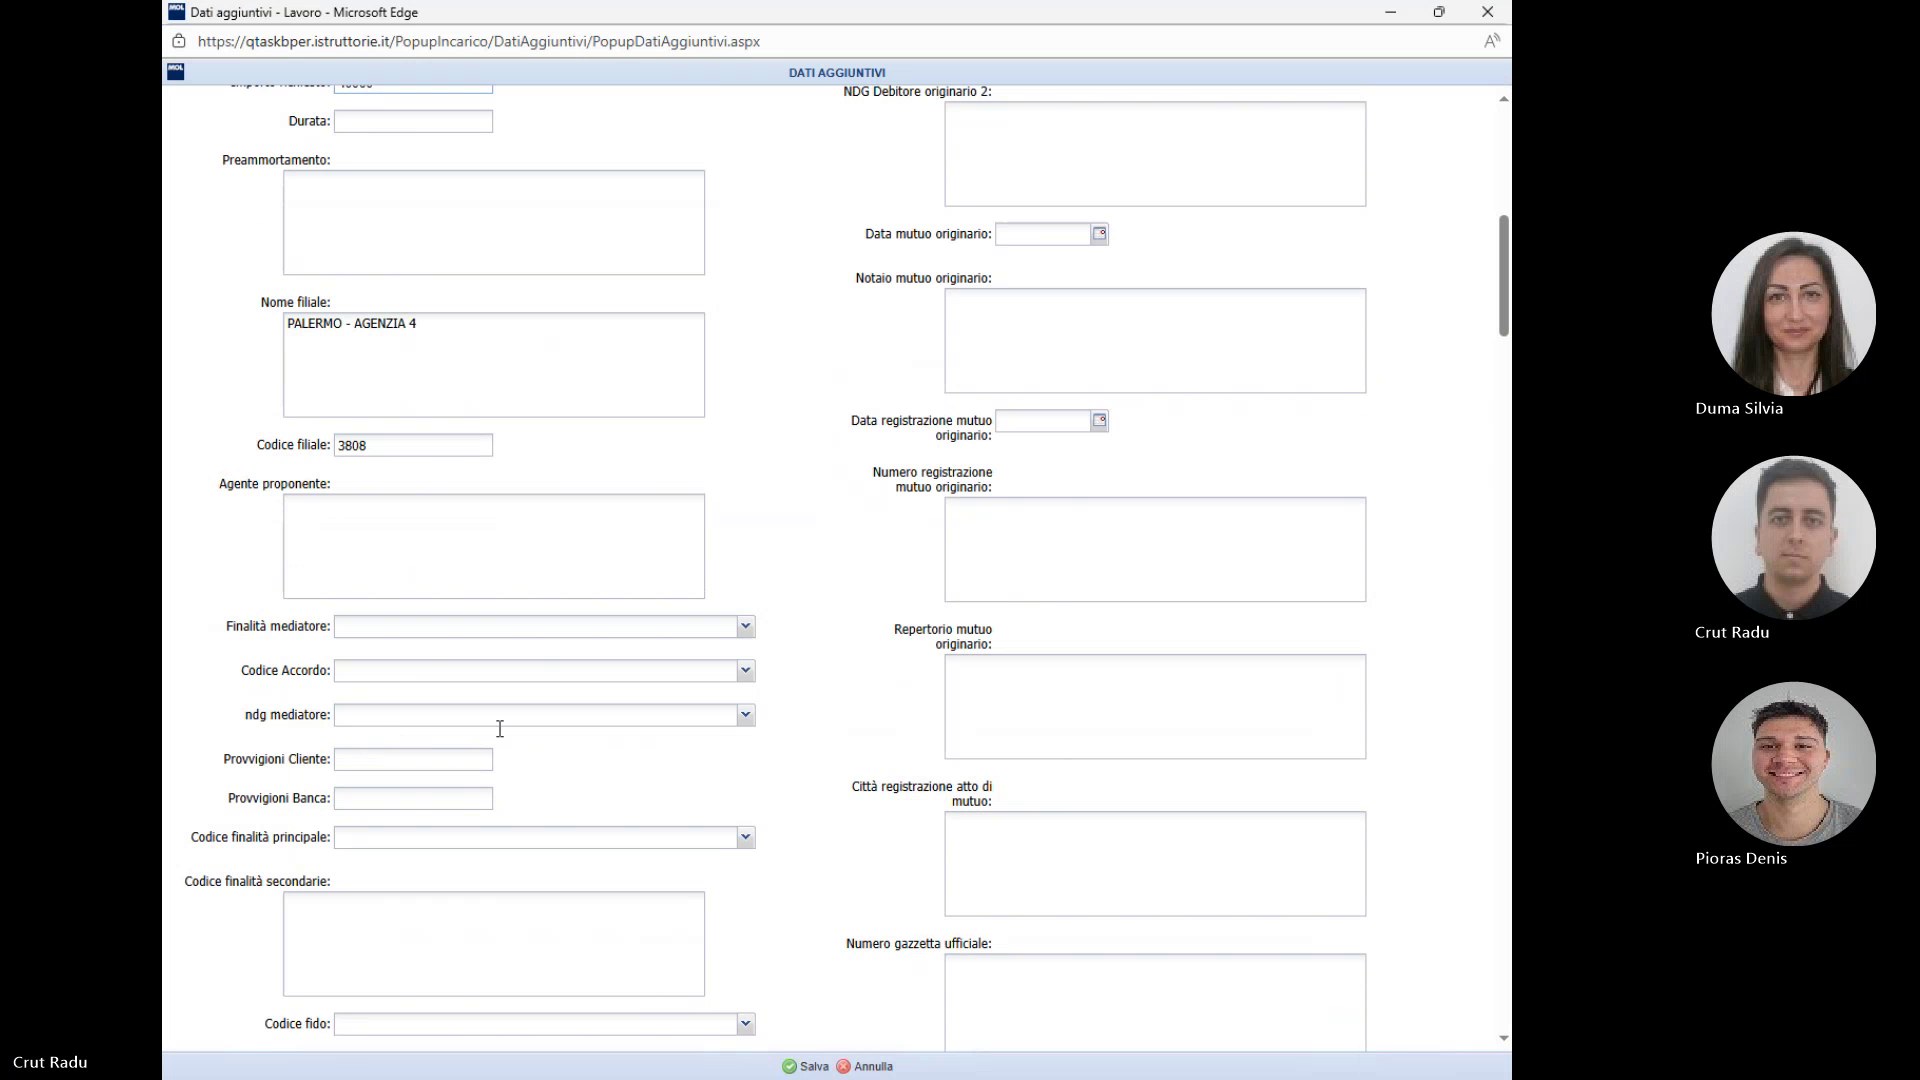 Dati aggiuntivi - Lavoro - Microsoft Edge
https://qtaskbper.istruttorie.it/PopupIncarico/DatiAggiuntivi/PopupDatiAggiuntivi.aspx
MOL
MOL
DATI AGGIUNTIVI
Durata:
Preammortamento:
Nome filiale:
PALERMO - AGENZIA 4
Codice filiale: 3808
Agente proponente:
Finalità mediatore:
Codice Accordo:
ndg mediatore:
Provvigioni Cliente:
Provvigioni Banca:
Codice finalità principale:
Codice finalità secondarie:
Codice fido:
NDG Debitore originario 2:
Data mutuo originario:
Notaio mutuo originario:
Data registrazione mutuo
originario:
Numero registrazione
mutuo originario:
Repertorio mutuo
originario:
Città registrazione atto di
mutuo:
Numero gazzetta ufficiale:
Salva Annulla
Duma Silvia
Crut Radu
Pioras Denis
Crut Radu